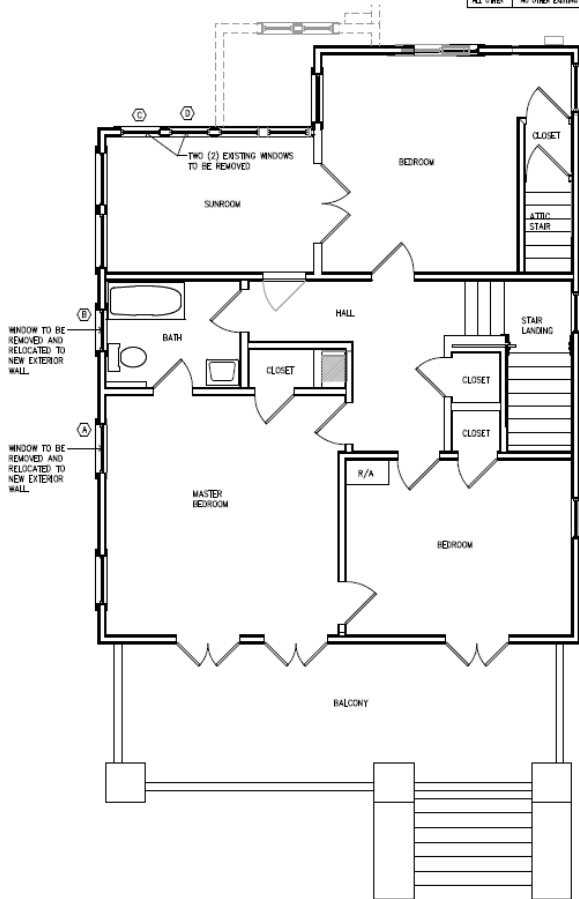 ALL OTHER
NO OTHER EXISTING
C
D
TWO (2) EXISTING WINDOWS
TO BE REMOVED
BEDROOM
CLOSET
SUNROOM
ATTIC
STAIR
B
WINDOW TO BE
REMOVED AND
RELOCATED TO
NEW EXTERIOR
WALL
BATH
HALL
STAIR
LANDING
CLOSET
CLOSET
A
WINDOW TO BE
REMOVED AND
RELOCATED TO
NEW EXTERIOR
WALL
CLOSET
R/A
MASTER
BEDROOM
BEDROOM
BALCONY